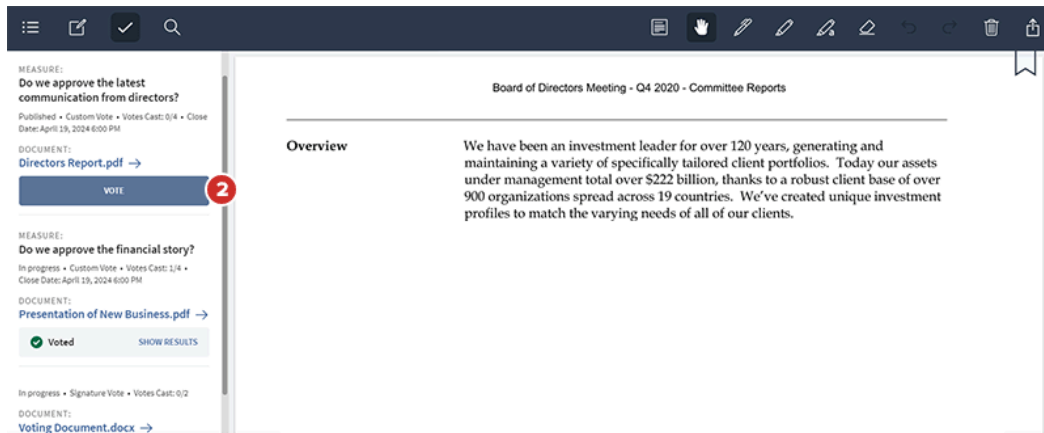 MEASURE:
Do we approve the latest
communication from directors?
Published • Custom Vote • Votes Cast: 0/4 • Close
Date: April 19, 2024 6:00 PM
DOCUMENT:
Directors Report.pdf →
VOTE
2
MEASURE:
Do we approve the financial story?
In progress • Custom Vote • Votes Cast: 1/4 •
Close Date: April 19, 2024 6:00 PM
DOCUMENT:
Presentation of New Business.pdf →
Voted SHOW RESULTS
In progress • Signature Vote • Votes Cast: 0/2
DOCUMENT:
Voting Document.docx →
Board of Directors Meeting - Q4 2020 - Committee Reports
Overview
We have been an investment leader for over 120 years, generating and
maintaining a variety of specifically tailored client portfolios. Today our assets
under management total over $222 billion, thanks to a robust client base of over
900 organizations spread across 19 countries. We've created unique investment
profiles to match the varying needs of all of our clients.